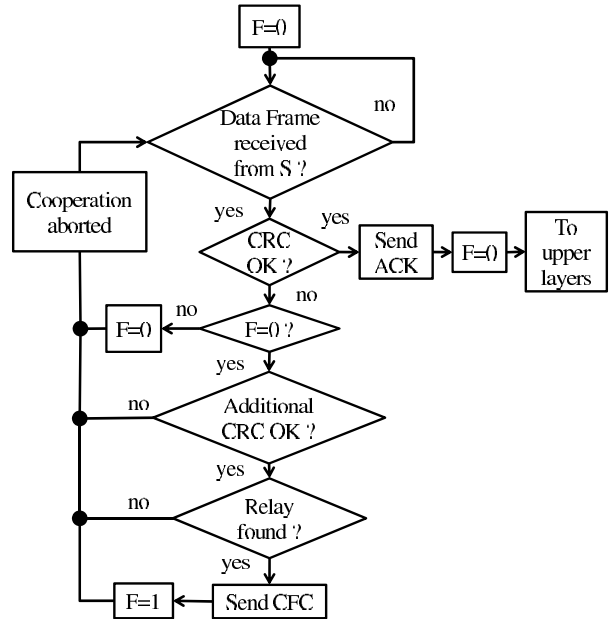 F=0
no
Data Frame
received
from S ?
Cooperation
aborted
yes
yes
CRC
OK ?
Send
ACK
F=0
To
upper
layers
no
no
F=0
F=0 ?
yes
no
Additional
CRC OK ?
yes
no
Relay
found ?
yes
F=1
Send CFC